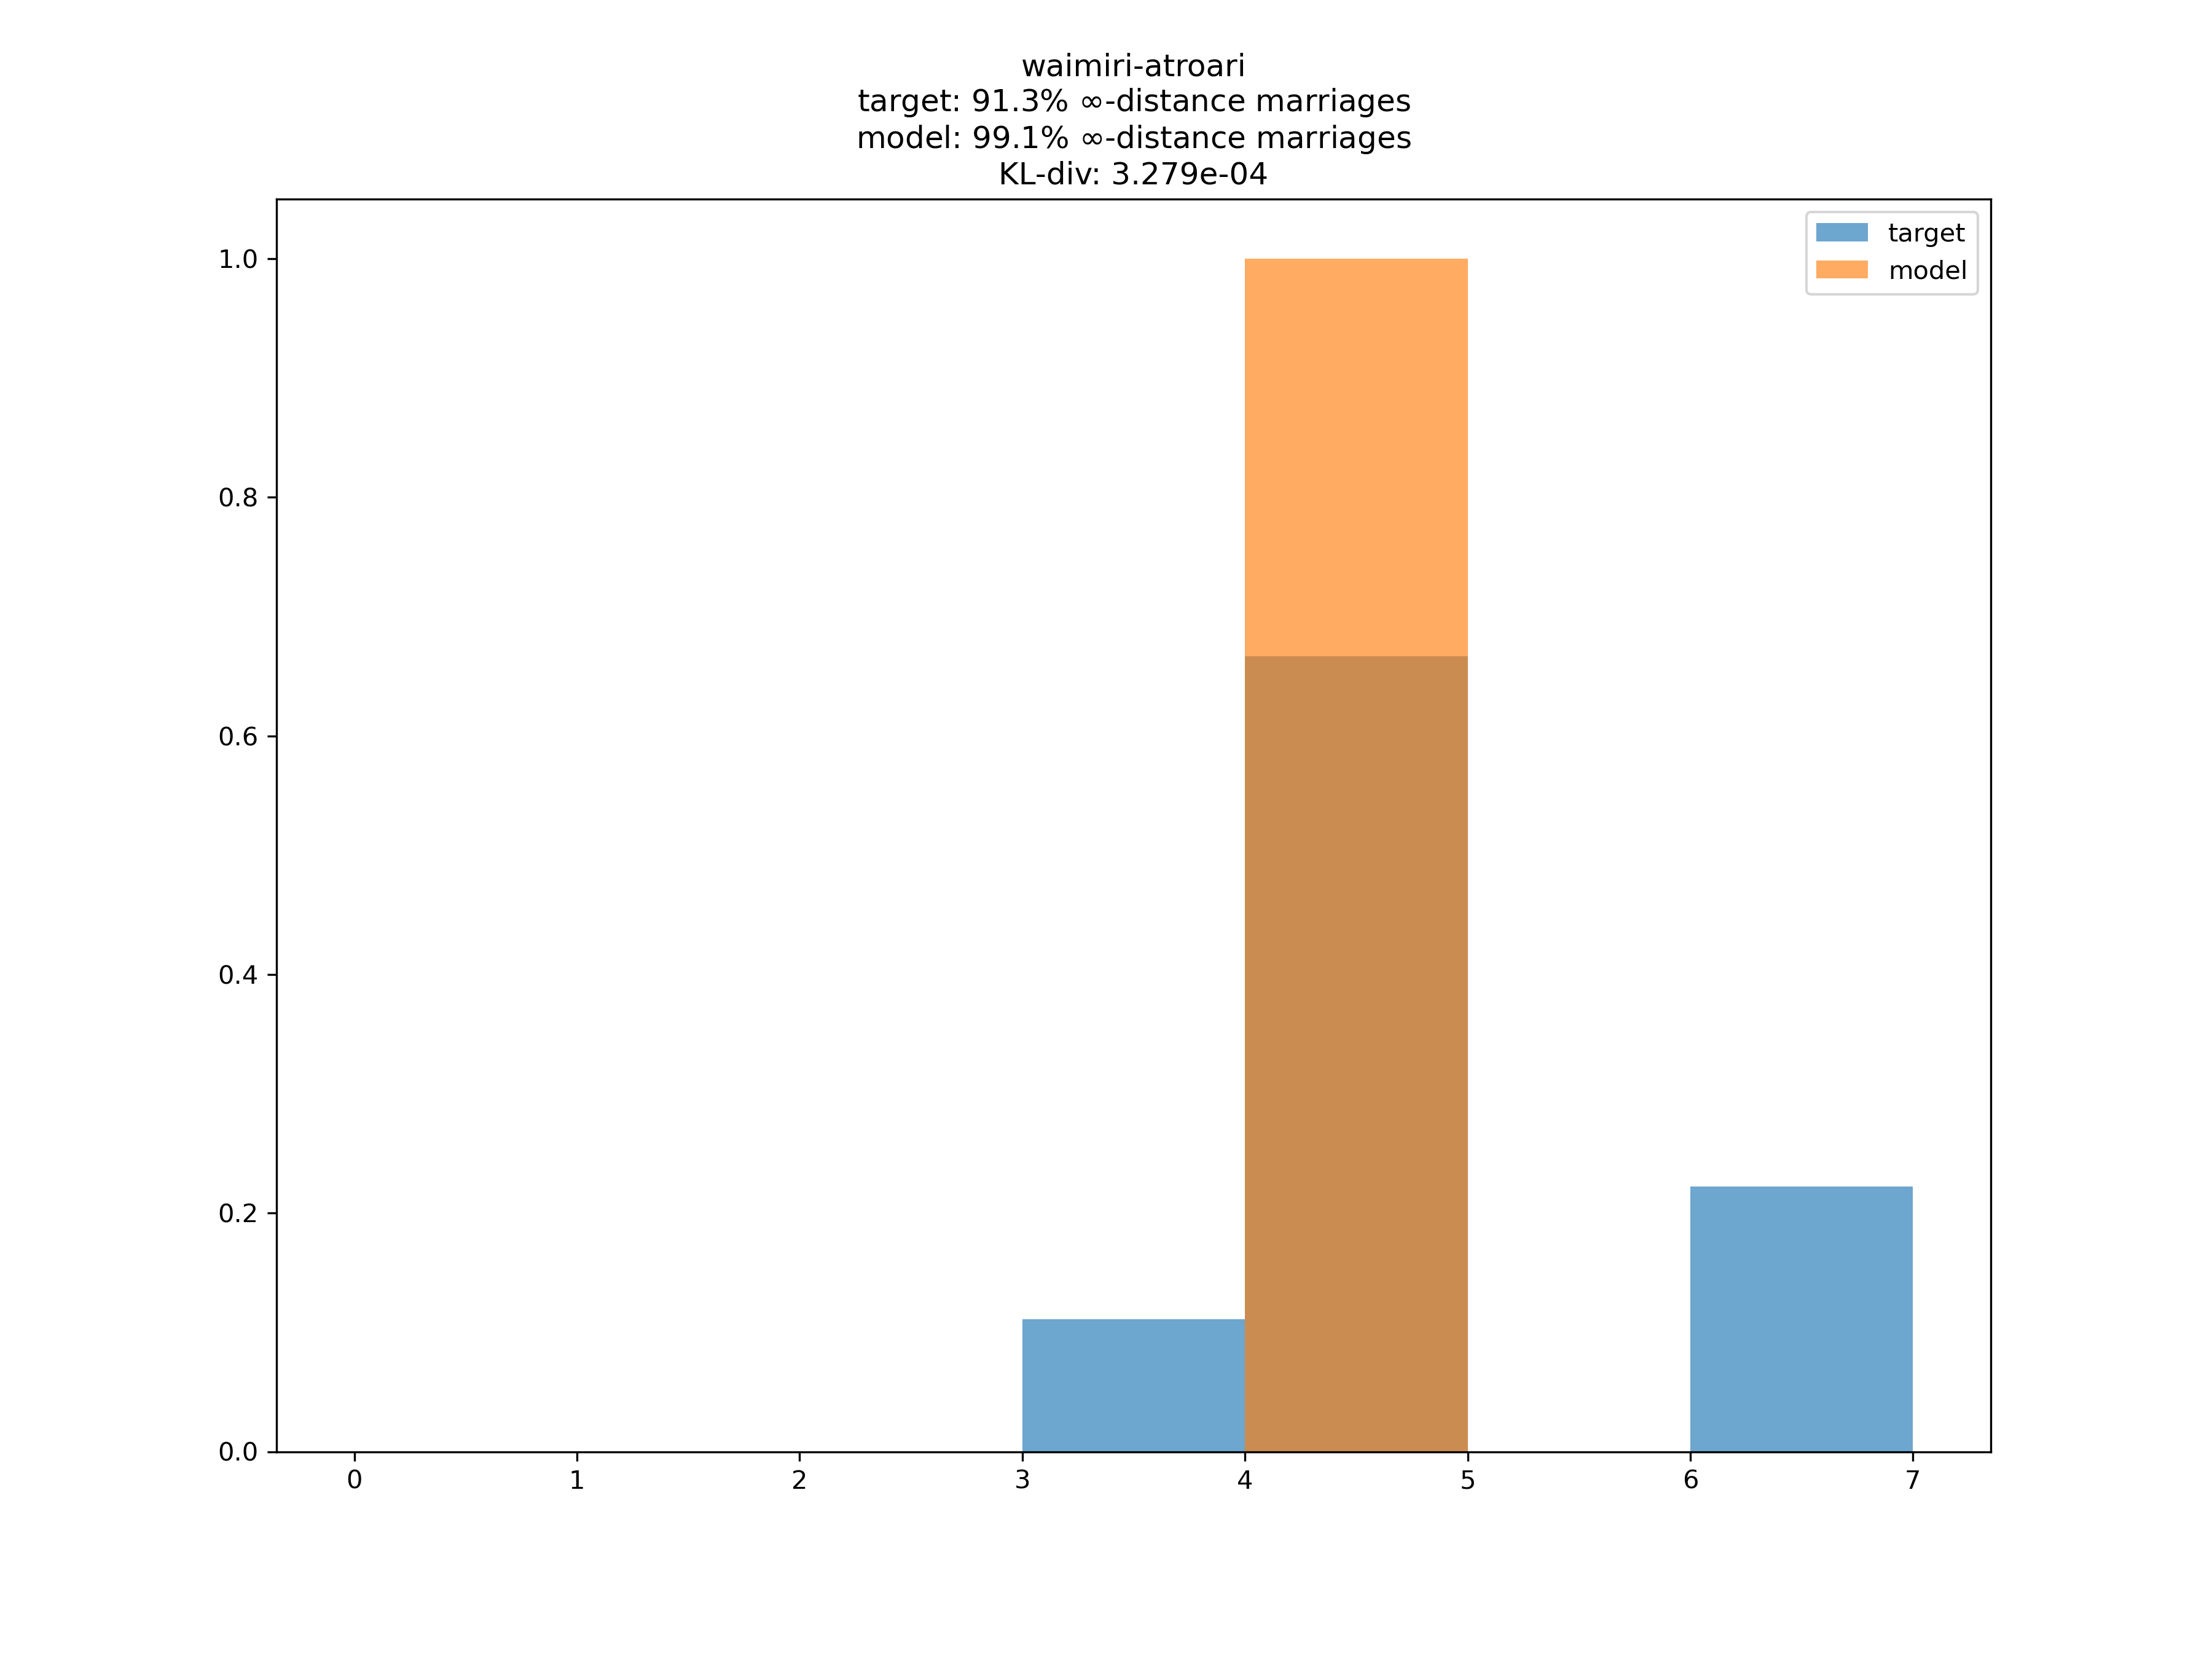 waimiri-atroari
target: 91.3% ∞-distance marriages
model: 99.1% ∞-distance marriages
KL-div: 3.279e-04
target
model
1.0
0.8
0.6
0.4
0.2
0.0
0 1 2 3 4 5 6 7